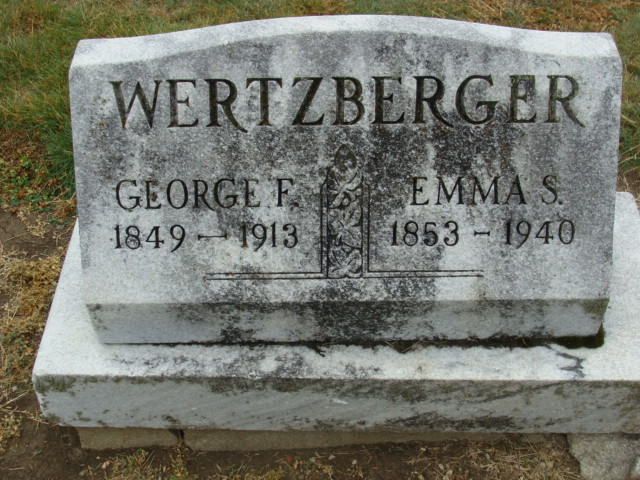 WERTZBERGER
GEORGE F. EMMA S.
1849 — 1913 1853 – 1940